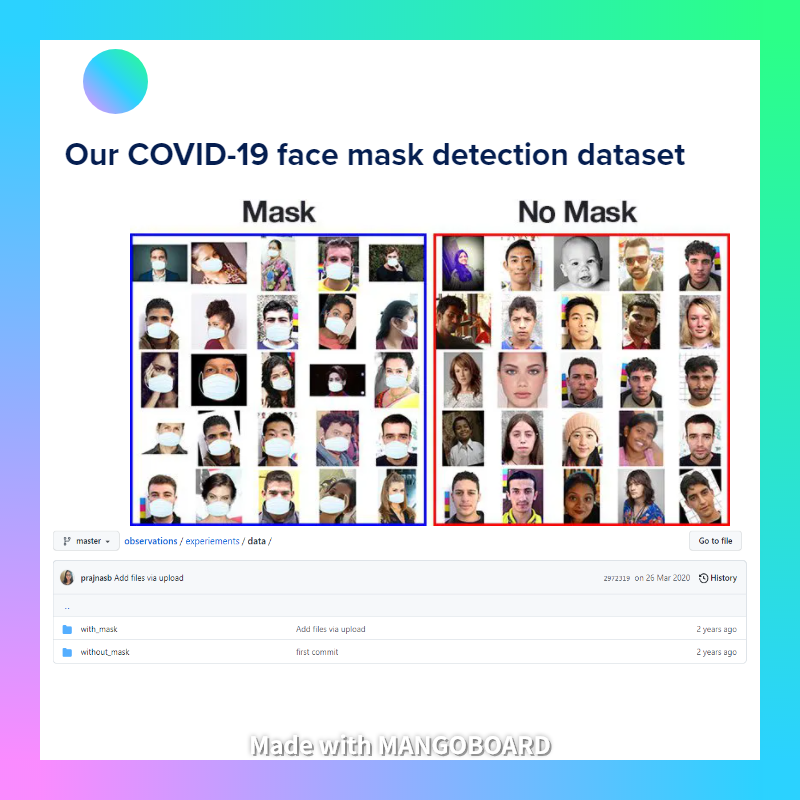 Our COVID-19 face mask detection dataset
Mask No Mask
master observations / experiements / data / Go to file
prajnasb Add files via upload 2972319 on 26 Mar 2020 History
..
with_mask Add files via upload 2 years ago
without_mask first commit 2 years ago
Made with MANGOBOARD